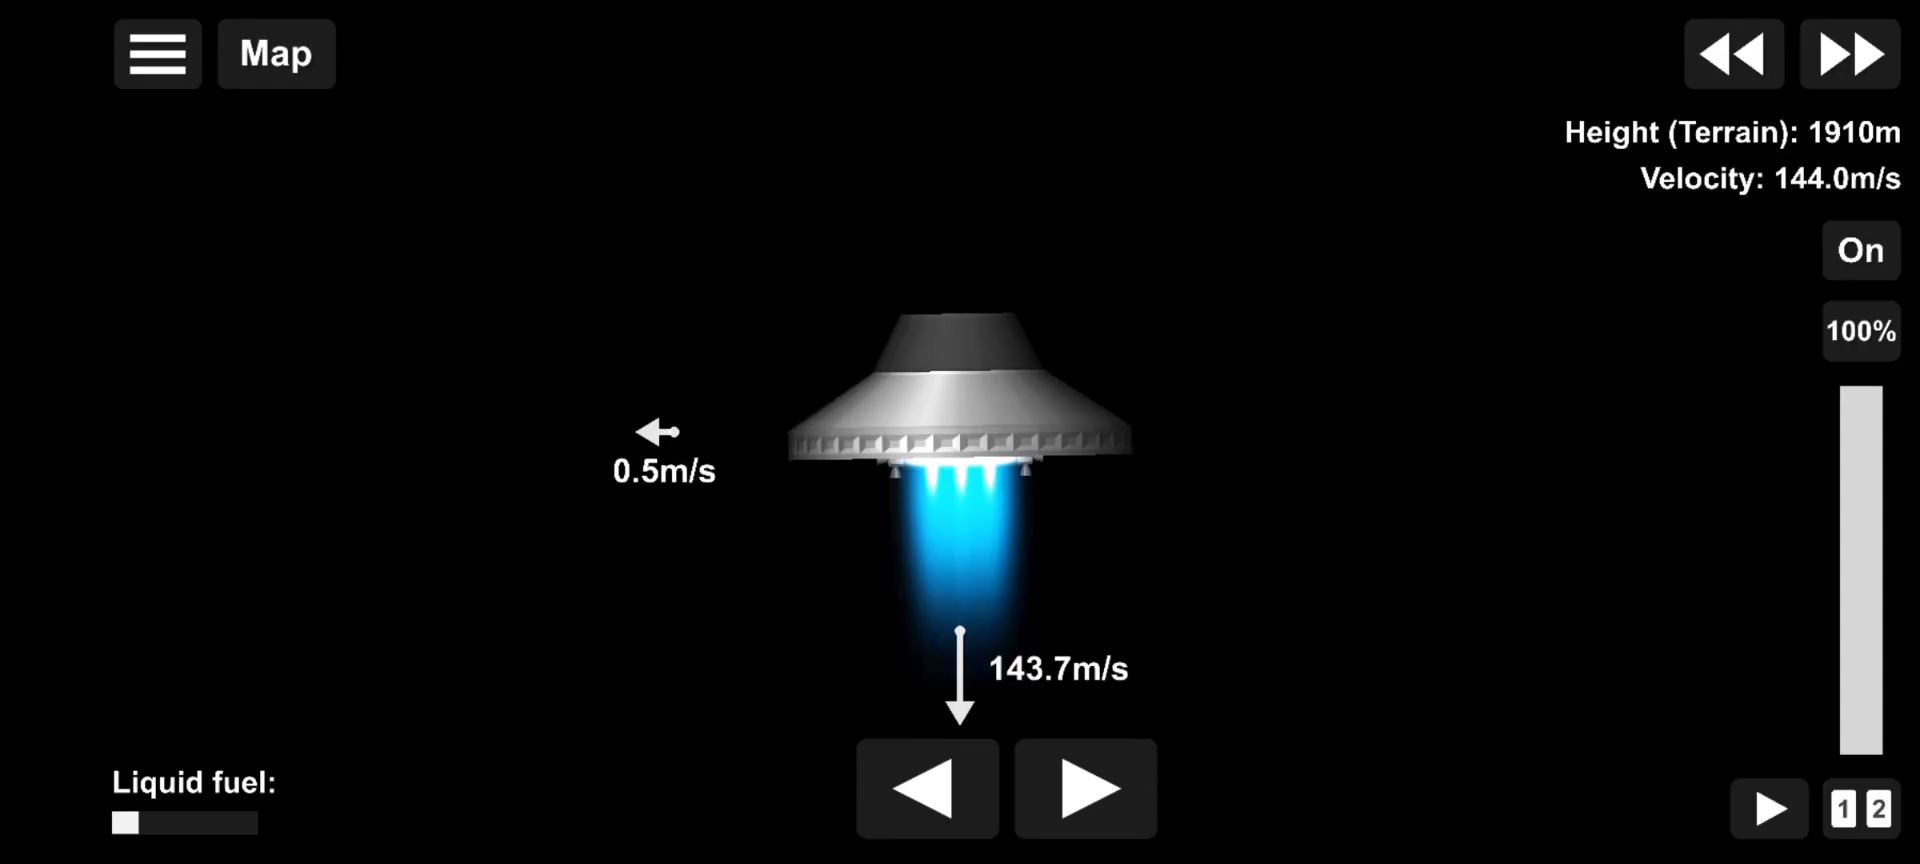 Map
Height (Terrain): 1910m
Velocity: 144.0m/s
On
100%
0.5m/s
143.7m/s
Liquid fuel:
1 2